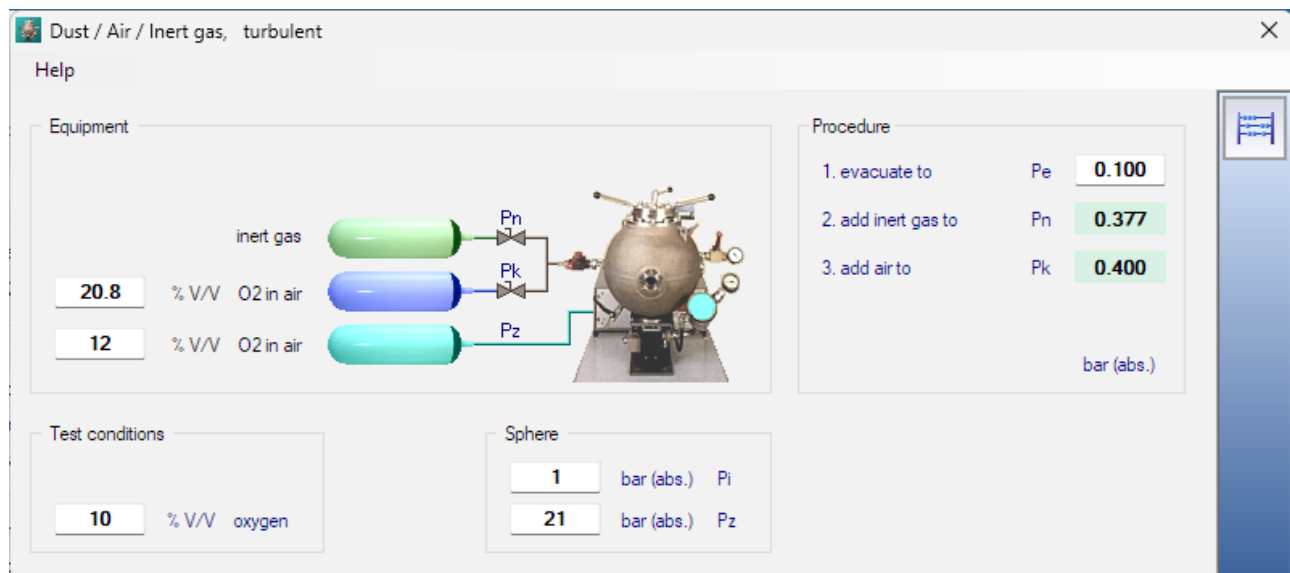 Dust / Air / Inert gas, turbulent
Help
Equipment
inert gas
Pn
20.8 % V/V O2 in air
Pk
12 % V/V O2 in air
Pz
Procedure
1. evacuate to Pe 0.100
2. add inert gas to Pn 0.377
3. add air to Pk 0.400
bar (abs.)
Test conditions
10 % V/V oxygen
Sphere
1 bar (abs.) Pi
21 bar (abs.) Pz